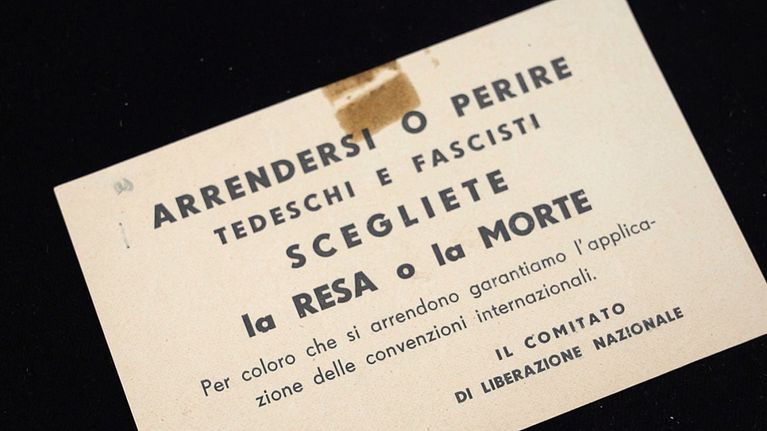 ARRENDERSI O PERIRE
TEDESCHI E FASCISTI
SCEGLIETE
la RESA o la MORTE
Per coloro che si arrendono garantiamo l'applica-
zione delle convenzioni internazionali.
IL COMITATO
DI LIBERAZIONE NAZIONALE